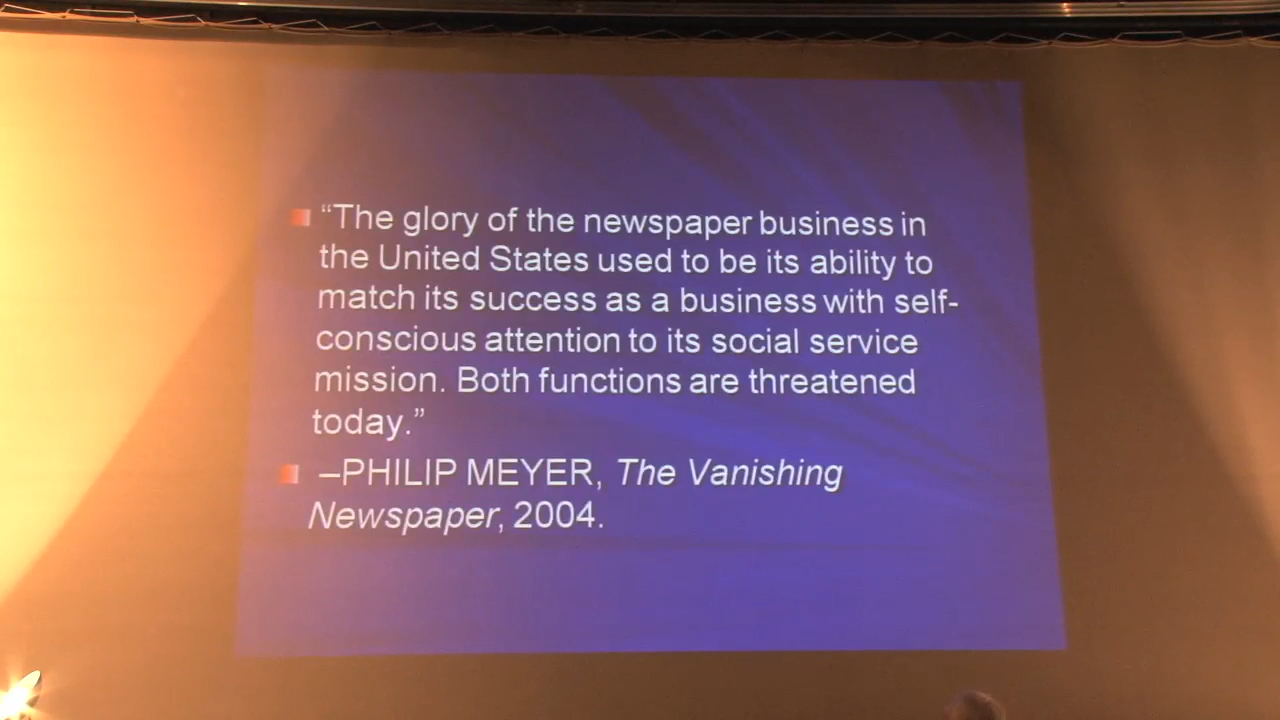 “The glory of the newspaper business in
the United States used to be its ability to
match its success as a business with self-
conscious attention to its social service
mission. Both functions are threatened
today.”
–PHILIP MEYER, The Vanishing
Newspaper, 2004.